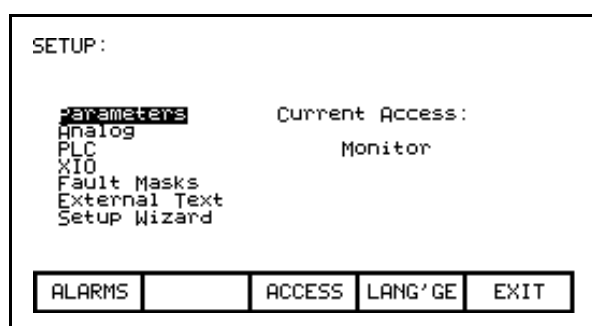 SETUP:
Parameters Current Access:
Analog
PLC Monitor
XIO
Fault Masks
External Text
Setup Wizard
ALARMS ACCESS LANG'GE EXIT